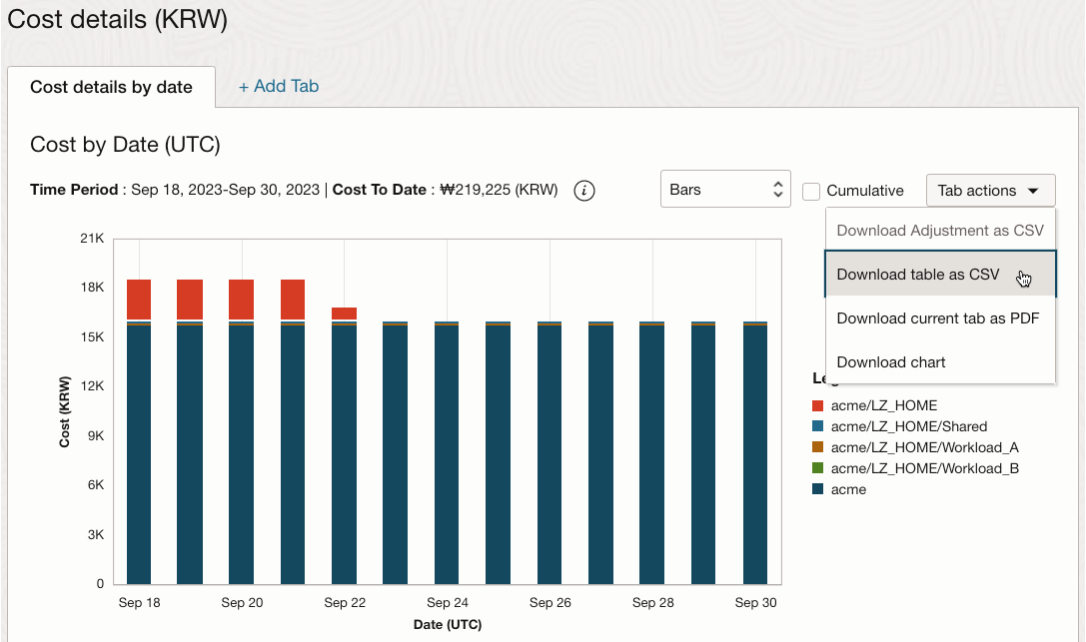 Cost details (KRW)
Cost details by date
+ Add Tab
Cost by Date (UTC)
Time Period : Sep 18, 2023-Sep 30, 2023 | Cost To Date : ₩219,225 (KRW)
i
Bars
Cumulative
Tab actions
Download Adjustment as CSV
Download table as CSV
Download current tab as PDF
Download chart
21K
18K
15K
12K
9K
6K
3K
0
Cost (KRW)
Sep 18
Sep 20
Sep 22
Sep 24
Sep 26
Sep 28
Sep 30
Date (UTC)
acme/LZ_HOME
acme/LZ_HOME/Shared
acme/LZ_HOME/Workload_A
acme/LZ_HOME/Workload_B
acme